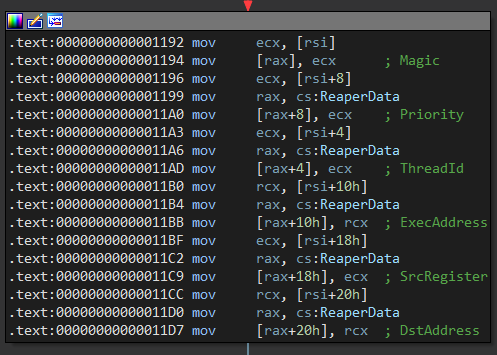 .text:0000000000001192 mov ecx, [rsi]
.text:0000000000001194 mov [rax], ecx ; Magic
.text:0000000000001196 mov ecx, [rsi+8]
.text:0000000000001199 mov rax, cs:ReaperData
.text:00000000000011A0 mov [rax+8], ecx ; Priority
.text:00000000000011A3 mov ecx, [rsi+4]
.text:00000000000011A6 mov rax, cs:ReaperData
.text:00000000000011AD mov [rax+4], ecx ; ThreadId
.text:00000000000011B0 mov rcx, [rsi+10h]
.text:00000000000011B4 mov rax, cs:ReaperData
.text:00000000000011BB mov [rax+10h], rcx ; ExecAddress
.text:00000000000011BF mov ecx, [rsi+18h]
.text:00000000000011C2 mov rax, cs:ReaperData
.text:00000000000011C9 mov [rax+18h], ecx ; SrcRegister
.text:00000000000011CC mov rcx, [rsi+20h]
.text:00000000000011D0 mov rax, cs:ReaperData
.text:00000000000011D7 mov [rax+20h], rcx ; DstAddress